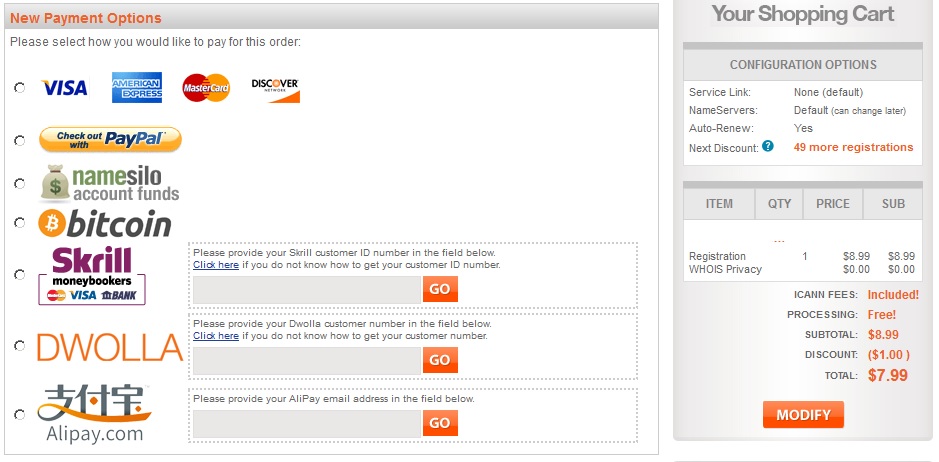 New Payment Options
Please select how you would like to pay for this order:
VISA AMERICAN EXPRESS MasterCard DISCOVER NETWORK
Check out with PayPal
namesilo
account funds
bitcoin
Skrill
moneybookers
VISA BANK
Please provide your Skrill customer ID number in the field below.
Click here if you do not know how to get your customer ID number.
GO
DWOLLA
Please provide your Dwolla customer number in the field below.
Click here if you do not know how to get your customer number.
GO
支付宝
Alipay.com
Please provide your AliPay email address in the field below.
GO
Your Shopping Cart
CONFIGURATION OPTIONS
Service Link: None (default)
NameServers: Default (can change later)
Auto-Renew: Yes
Next Discount: ? 49 more registrations
ITEM QTY PRICE SUB
...
Registration 1 $8.99 $8.99
WHOIS Privacy $0.00 $0.00
ICANN FEES: Included!
PROCESSING: Free!
SUBTOTAL: $8.99
DISCOUNT: ($1.00 )
TOTAL: $7.99
MODIFY